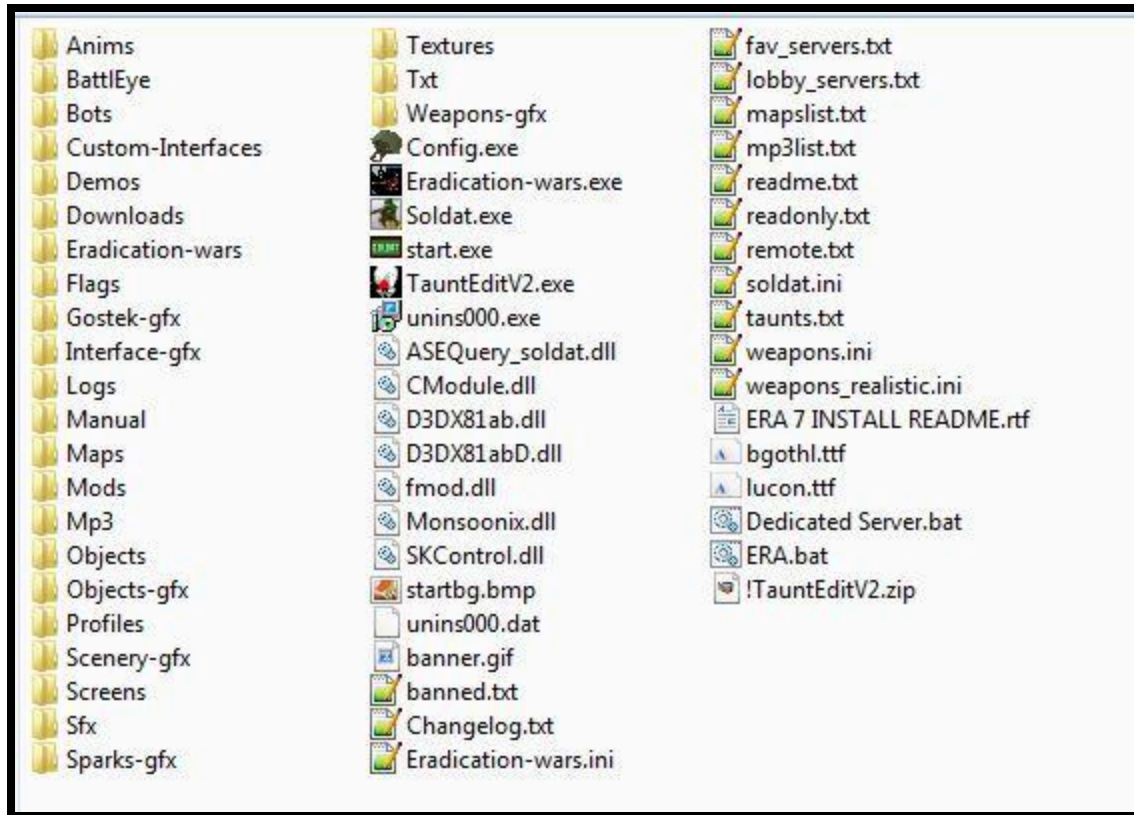 Anims
BattlEye
Bots
Custom-Interfaces
Demos
Downloads
Eradication-wars
Flags
Gostek-gfx
Interface-gfx
Logs
Manual
Maps
Mods
Mp3
Objects
Objects-gfx
Profiles
Scenery-gfx
Screens
Sfx
Sparks-gfx
Textures
Txt
Weapons-gfx
Config.exe
Eradication-wars.exe
Soldat.exe
start.exe
TauntEditV2.exe
unins000.exe
ASEQuery_soldat.dll
CModule.dll
D3DX81ab.dll
D3DX81abD.dll
fmod.dll
Monsoonix.dll
SKControl.dll
startbg.bmp
unins000.dat
banner.gif
banned.txt
Changelog.txt
Eradication-wars.ini
fav_servers.txt
lobby_servers.txt
mapslist.txt
mp3list.txt
readme.txt
readonly.txt
remote.txt
soldat.ini
taunts.txt
weapons.ini
weapons_realistic.ini
ERA 7 INSTALL README.rtf
bgothl.ttf
lucon.ttf
Dedicated Server.bat
ERA.bat
!TauntEditV2.zip